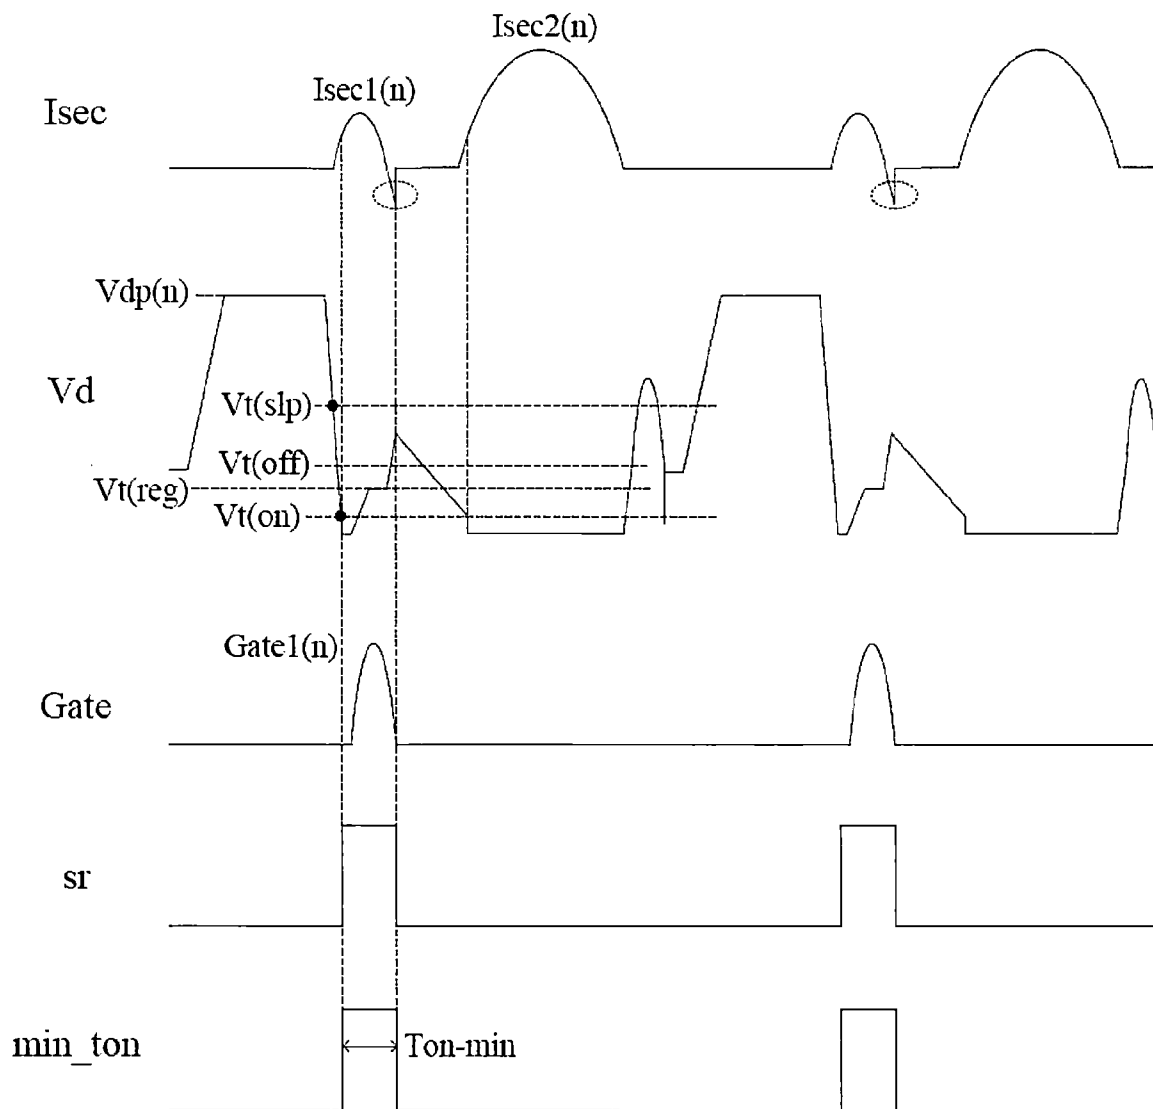 Isec2(n)
Isec1(n)
Isec
Vdp(n)
Vd
Vt(slp)
Vt(off)
Vt(reg)
Vt(on)
Gate1(n)
Gate
sr
min_ton
Ton-min